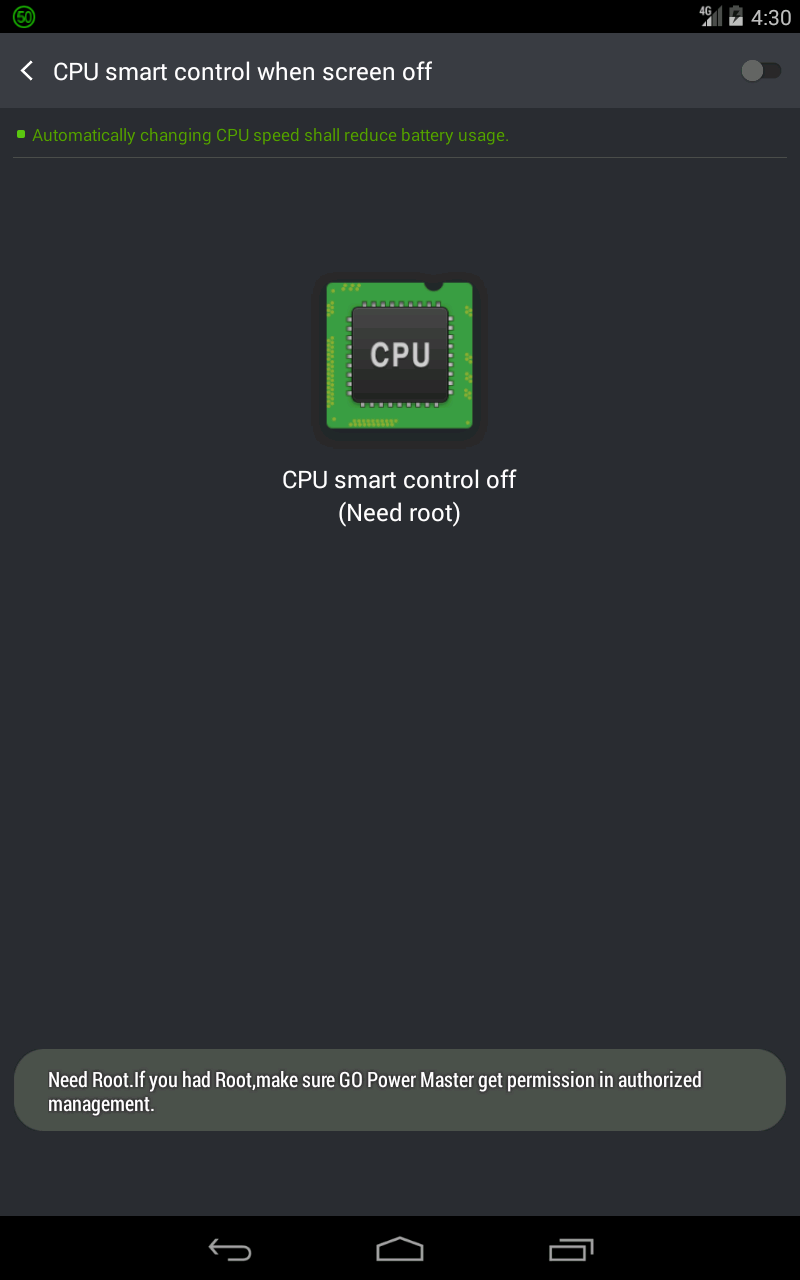 50
4G
4:30
CPU smart control when screen off
Automatically changing CPU speed shall reduce battery usage.
CPU
CPU smart control off
(Need root)
Need Root.If you had Root,make sure GO Power Master get permission in authorized
management.